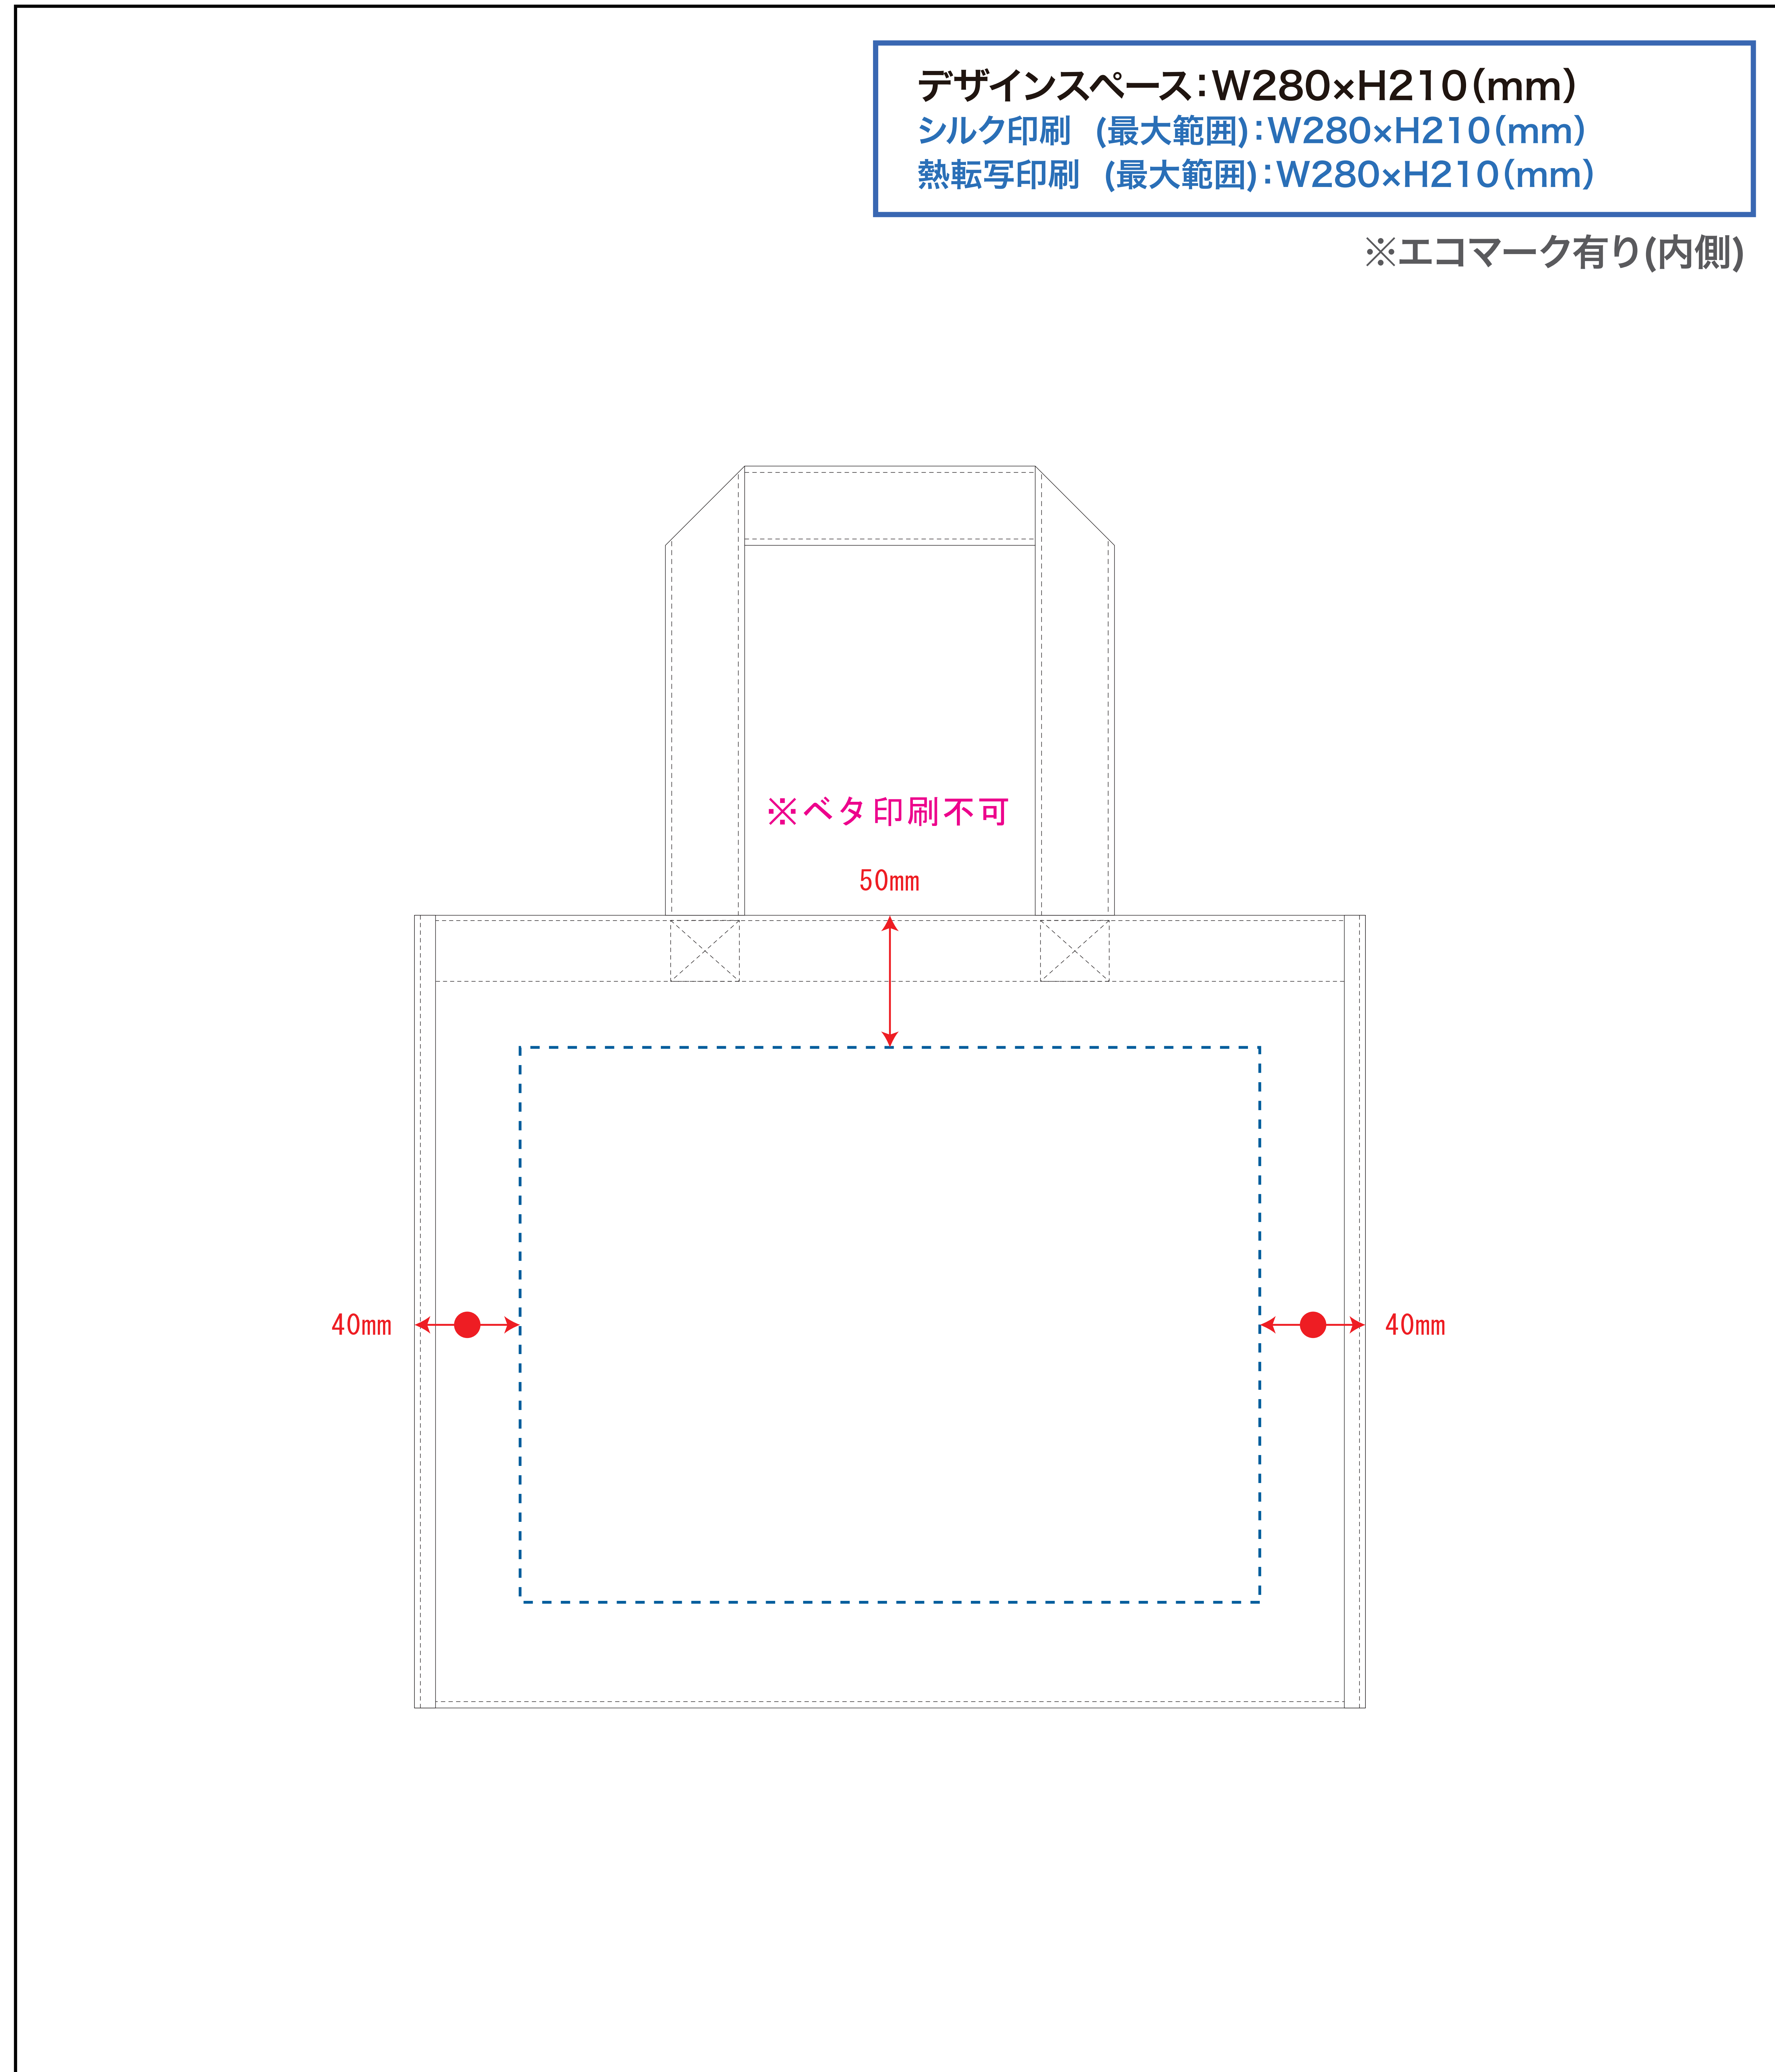 デザインスペース：W280×H210（mm）
シルク印刷 (最大範囲)：W280×H210（mm）
熱転写印刷 (最大範囲)：W280×H210（mm）
※エコマーク有り(内側)
※ベタ印刷不可
50mm
40mm
40mm